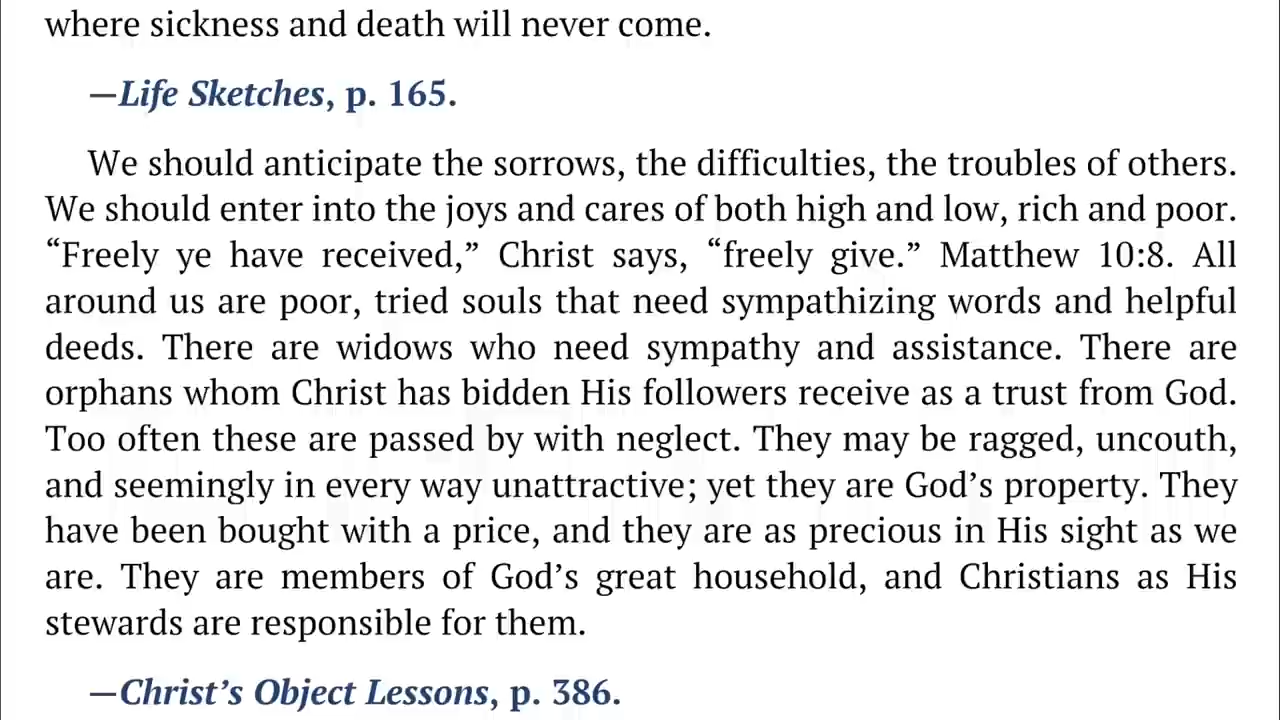 where sickness and death will never come.
—Life Sketches, p. 165.
We should anticipate the sorrows, the difficulties, the troubles of others.
We should enter into the joys and cares of both high and low, rich and poor.
“Freely ye have received,” Christ says, “freely give.” Matthew 10:8. All
around us are poor, tried souls that need sympathizing words and helpful
deeds. There are widows who need sympathy and assistance. There are
orphans whom Christ has bidden His followers receive as a trust from God.
Too often these are passed by with neglect. They may be ragged, uncouth,
and seemingly in every way unattractive; yet they are God’s property. They
have been bought with a price, and they are as precious in His sight as we
are. They are members of God’s great household, and Christians as His
stewards are responsible for them.
—Christ’s Object Lessons, p. 386.